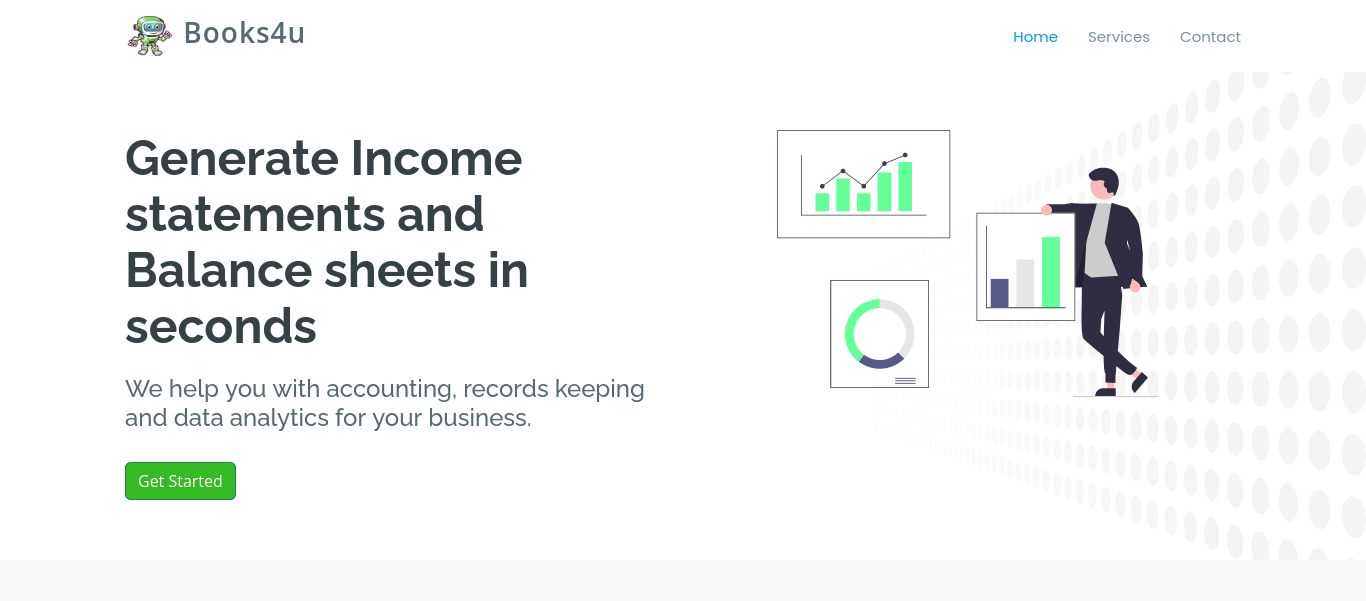 Books4u
Home Services Contact
Generate Income
statements and
Balance sheets in
seconds
We help you with accounting, records keeping
and data analytics for your business.
Get Started